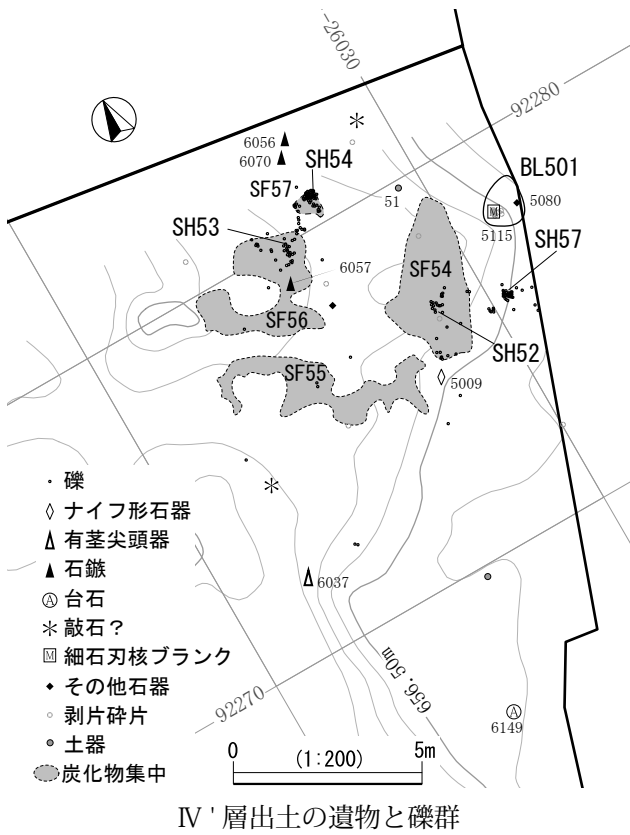 -26030
92280
6056
6070
SH54
SF57
BL501
51
5080
5115
SH53
SH57
6057
SF54
SF56
SH52
SF55
5009
礫
ナイフ形石器
有茎尖頭器
石鏃
Ⓐ 台石
敲石?
M 細石刃核ブランク
その他石器
剥片砕片
土器
炭化物集中
6037
656.50m
92270
A
6149
0 (1:200) 5m
Ⅳ'層出土の遺物と礫群